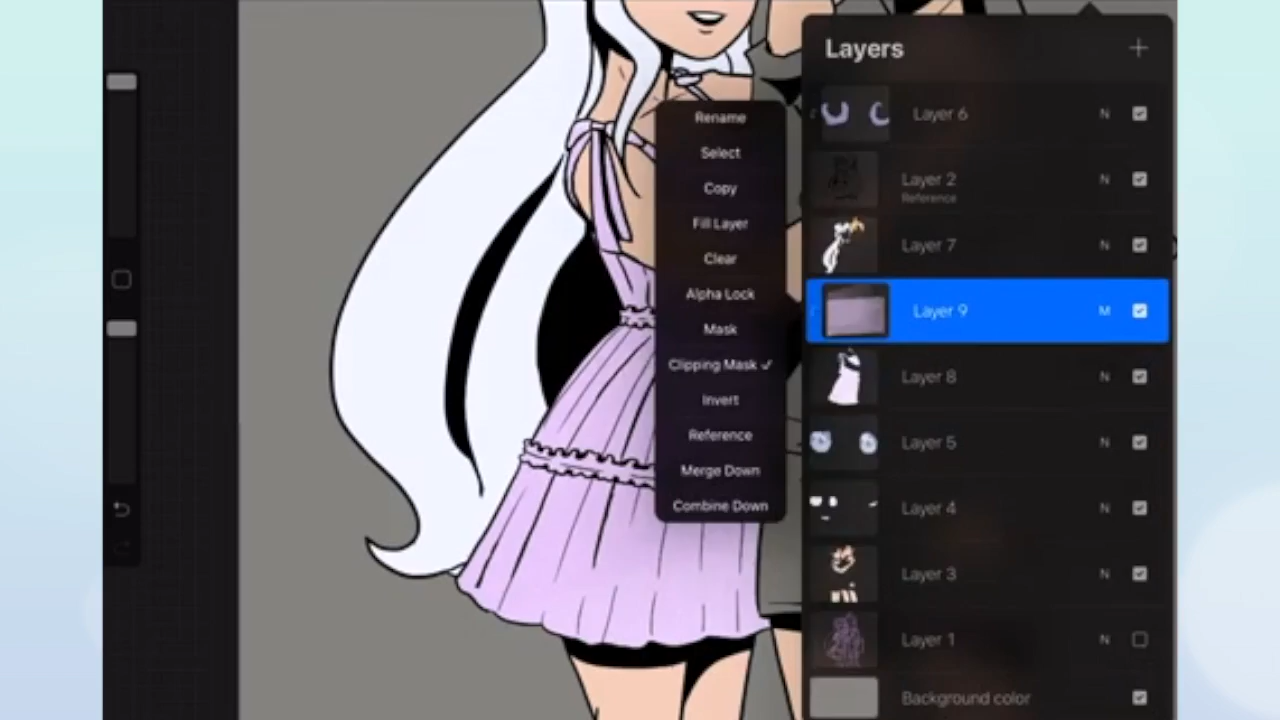 Layers
Rename
Select
Copy
Fill Layer
Clear
Alpha Lock
Mask
Clipping Mask ✓
Invert
Reference
Merge Down
Combine Down
Layer 6 N
Layer 2 N
Reference
Layer 7 N
Layer 9 M
Layer 8 N
Layer 5 N
Layer 4 N
Layer 3 N
Layer 1 N
Background color